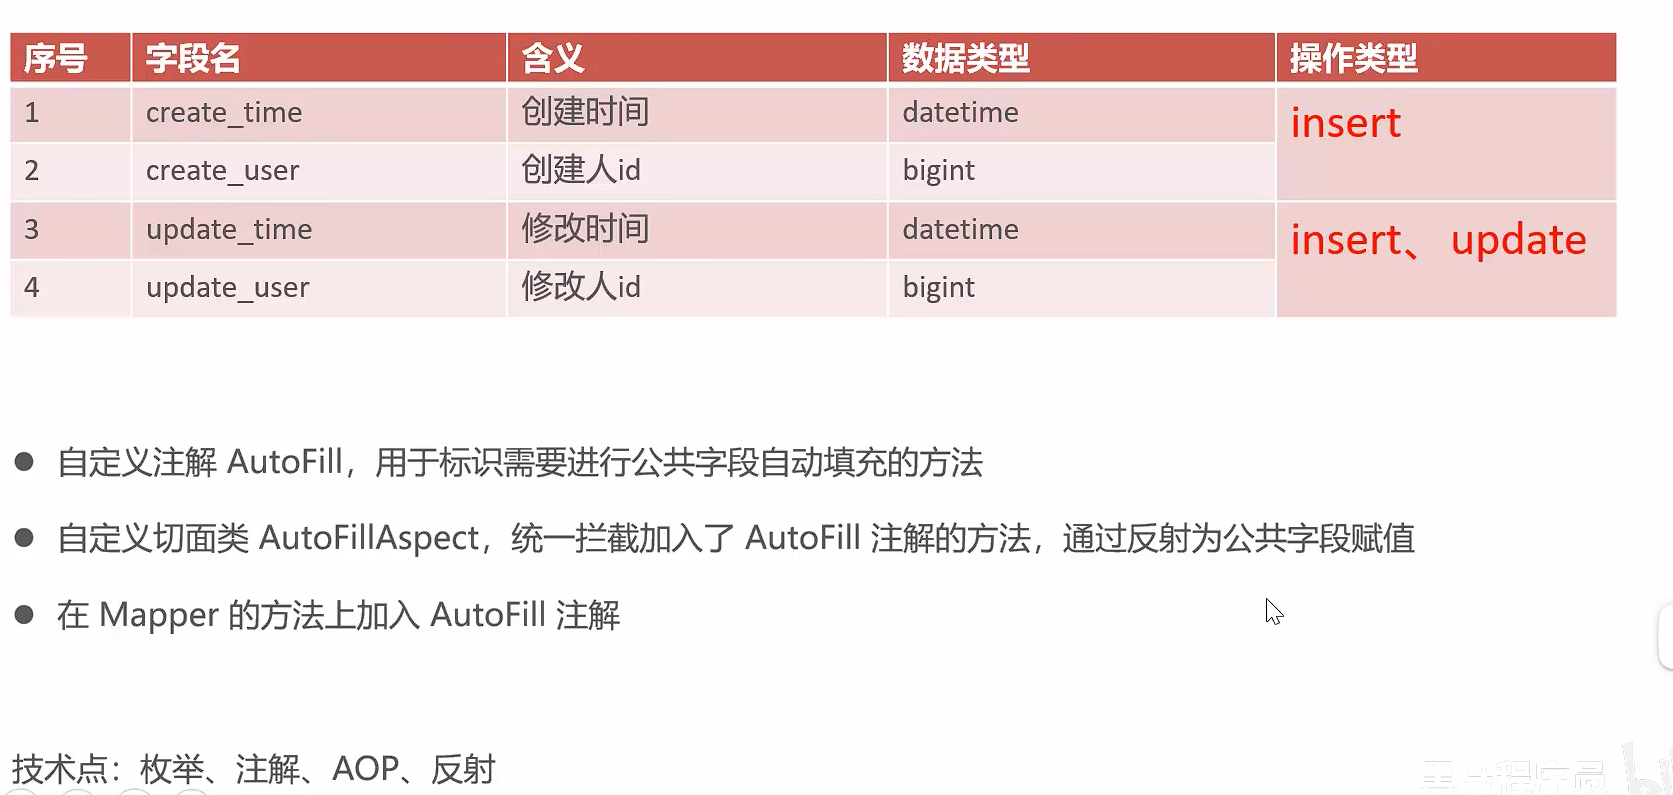 序号 字段名 含义 数据类型 操作类型
1 create_time 创建时间 datetime insert
2 create_user 创建人id bigint
3 update_time 修改时间 datetime insert、update
4 update_user 修改人id bigint
● 自定义注解 AutoFill，用于标识需要进行公共字段自动填充的方法
● 自定义切面类 AutoFillAspect，统一拦截加入了 AutoFill 注解的方法，通过反射为公共字段赋值
● 在 Mapper 的方法上加入 AutoFill 注解
技术点：枚举、注解、AOP、反射
黑马程序员